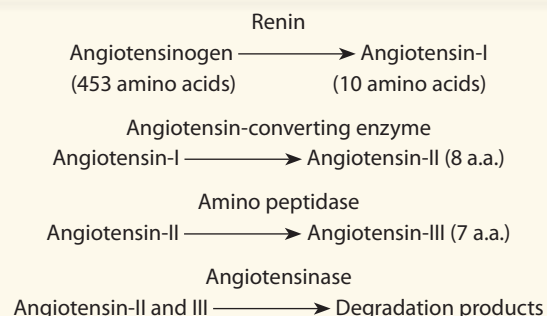 Renin
Angiotensinogen Angiotensin-I
(453 amino acids) (10 amino acids)
Angiotensin-converting enzyme
Angiotensin-I Angiotensin-II (8 a.a.)
Amino peptidase
Angiotensin-II Angiotensin-III (7 a.a.)
Angiotensinase
Angiotensin-II and III Degradation products